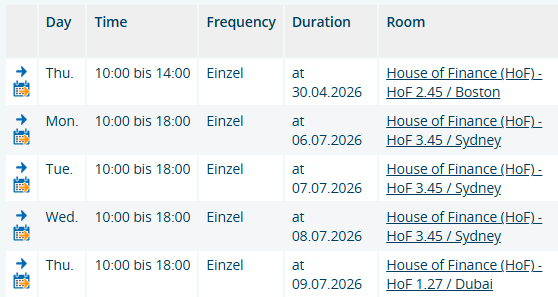 Day Time Frequency Duration Room
Thu. 10:00 bis 14:00 Einzel at House of Finance (HoF) -
30.04.2026 HoF 2.45 / Boston
Mon. 10:00 bis 18:00 Einzel at House of Finance (HoF) -
06.07.2026 HoF 3.45 / Sydney
Tue. 10:00 bis 18:00 Einzel at House of Finance (HoF) -
07.07.2026 HoF 3.45 / Sydney
Wed. 10:00 bis 18:00 Einzel at House of Finance (HoF) -
08.07.2026 HoF 3.45 / Sydney
Thu. 10:00 bis 18:00 Einzel at House of Finance (HoF) -
09.07.2026 HoF 1.27 / Dubai